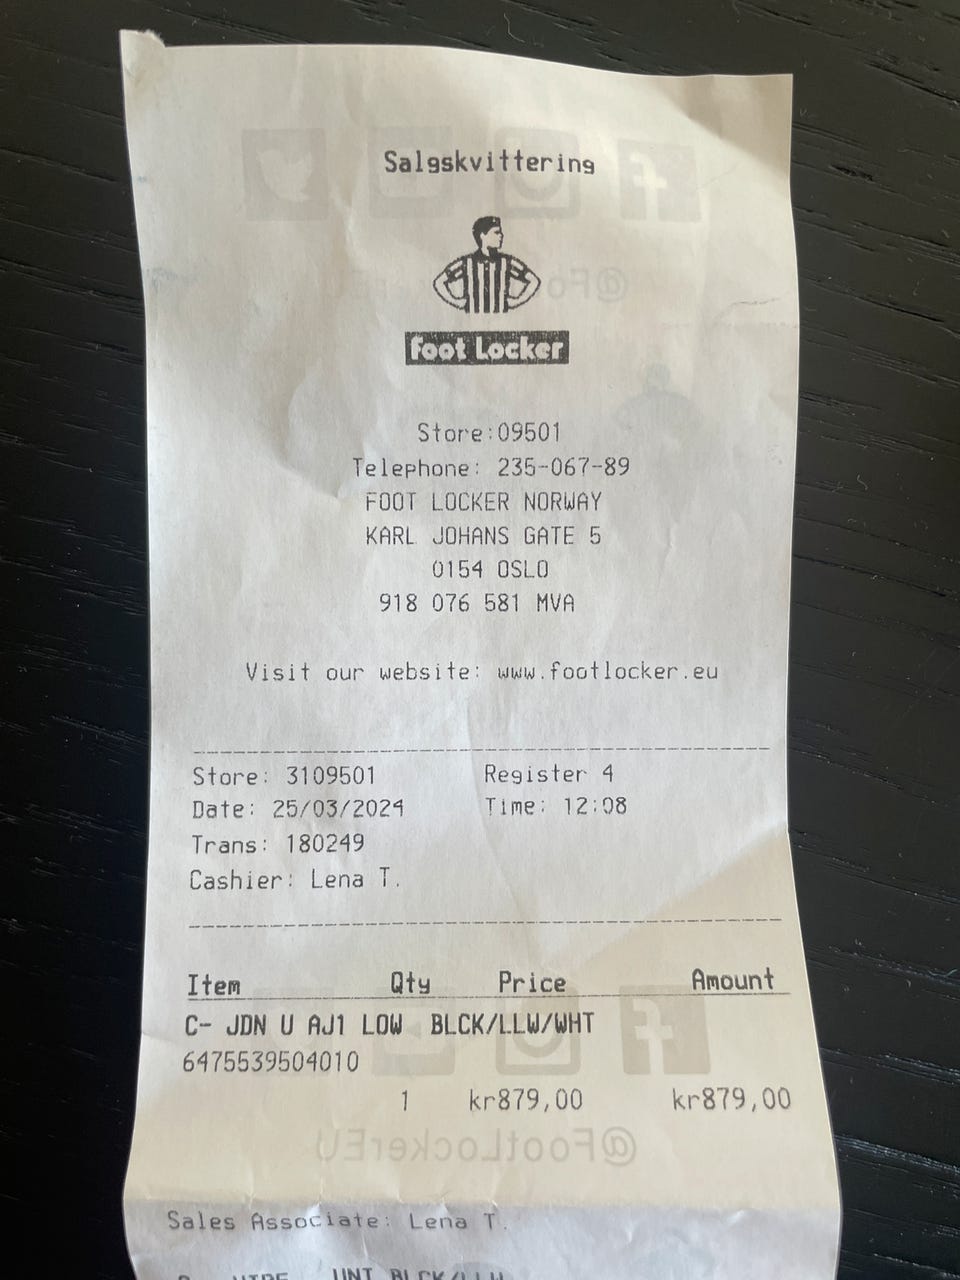 Salgskvittering
Foot Locker
Store:09501
Telephone: 235-067-89
FOOT LOCKER NORWAY
KARL JOHANS GATE 5
0154 OSLO
918 076 581 MVA
Visit our website: www.footlocker.eu
Store: 3109501 Register 4
Date: 25/03/2024 Time: 12:08
Trans: 180249
Cashier: Lena T.
Item Qty Price Amount
C- JDN U AJ1 LOW BLCK/LLW/WHT
6475539504010
1 kr879,00 kr879,00
@FootLockerEU
Sales Associate: Lena T.